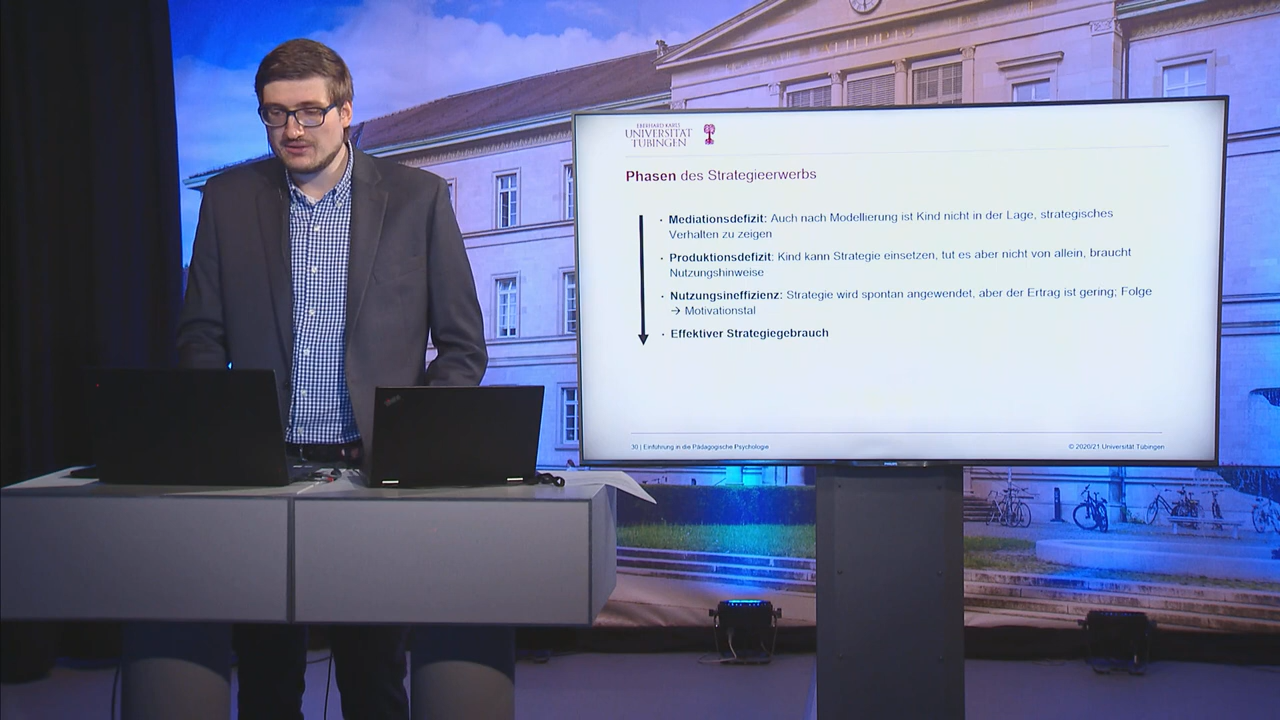 EBERHARD KARLS
UNIVERSITÄT
TÜBINGEN
Phasen des Strategieerwerbs
· Mediationsdefizit: Auch nach Modellierung ist Kind nicht in der Lage, strategisches
Verhalten zu zeigen
· Produktionsdefizit: Kind kann Strategie einsetzen, tut es aber nicht von allein, braucht
Nutzungshinweise
· Nutzungsineffizienz: Strategie wird spontan angewendet, aber der Ertrag ist gering; Folge
→ Motivationstal
· Effektiver Strategiegebrauch
30 | Einführung in die Pädagogische Psychologie
© 2020/21 Universität Tübingen